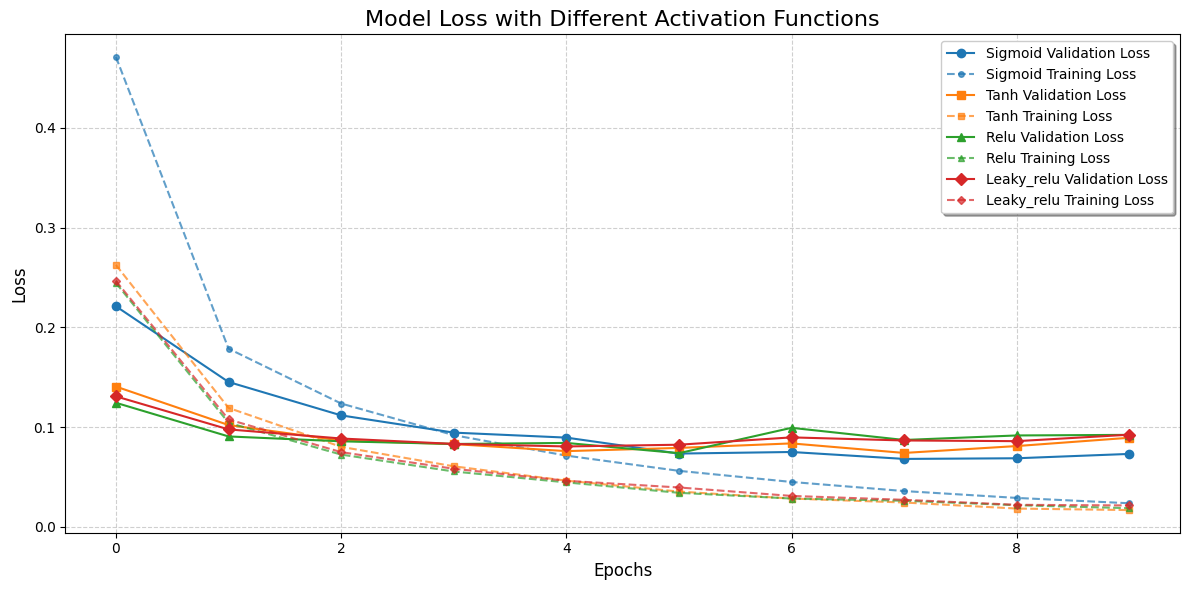 Model Loss with Different Activation Functions
Sigmoid Validation Loss
Sigmoid Training Loss
Tanh Validation Loss
Tanh Training Loss
Relu Validation Loss
Relu Training Loss
Leaky_relu Validation Loss
Leaky_relu Training Loss
Loss
0.4
0.3
0.2
0.1
0.0
0 2 4 6 8
Epochs